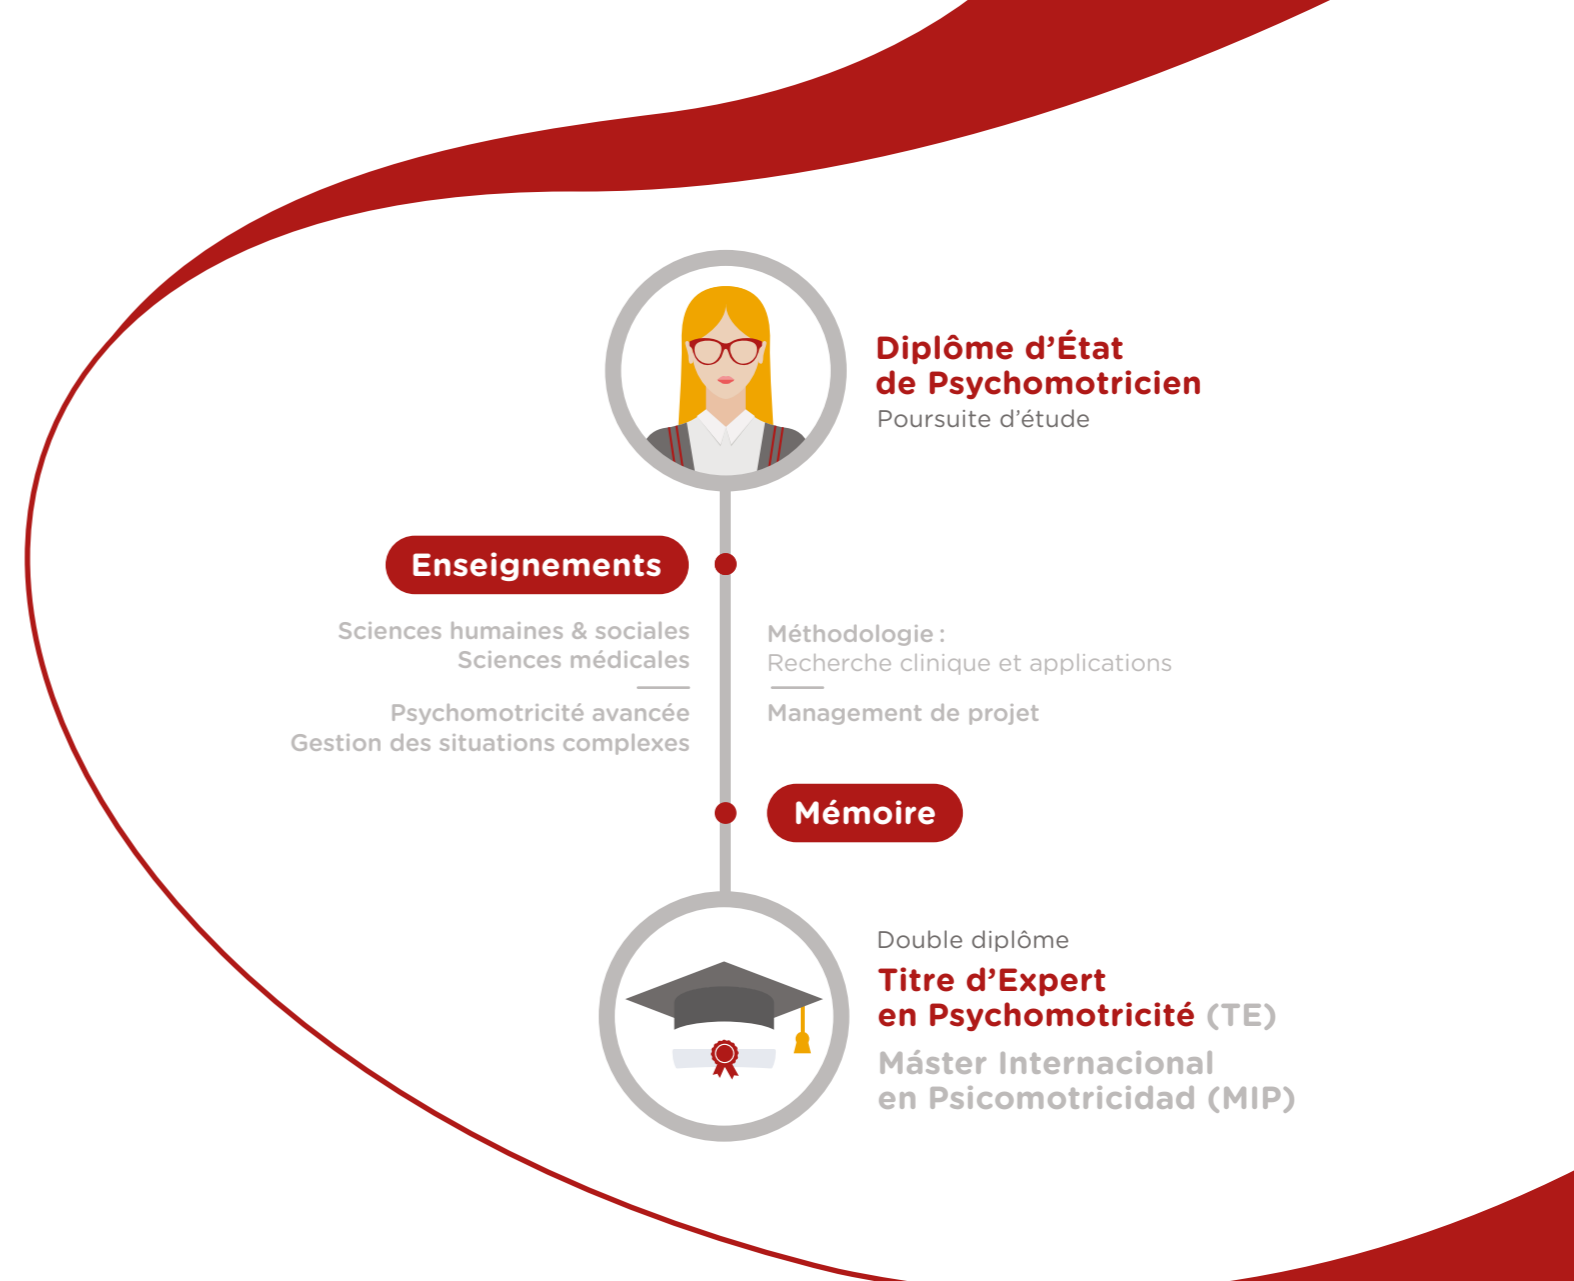 Diplôme d’État
de Psychomotricien
Poursuite d’étude
Enseignements
Sciences humaines & sociales
Sciences médicales
Psychomotricité avancée
Gestion des situations complexes
Méthodologie :
Recherche clinique et applications
Management de projet
Mémoire
Double diplôme
Titre d’Expert
en Psychomotricité (TE)
Máster Internacional
en Psicomotricidad (MIP)